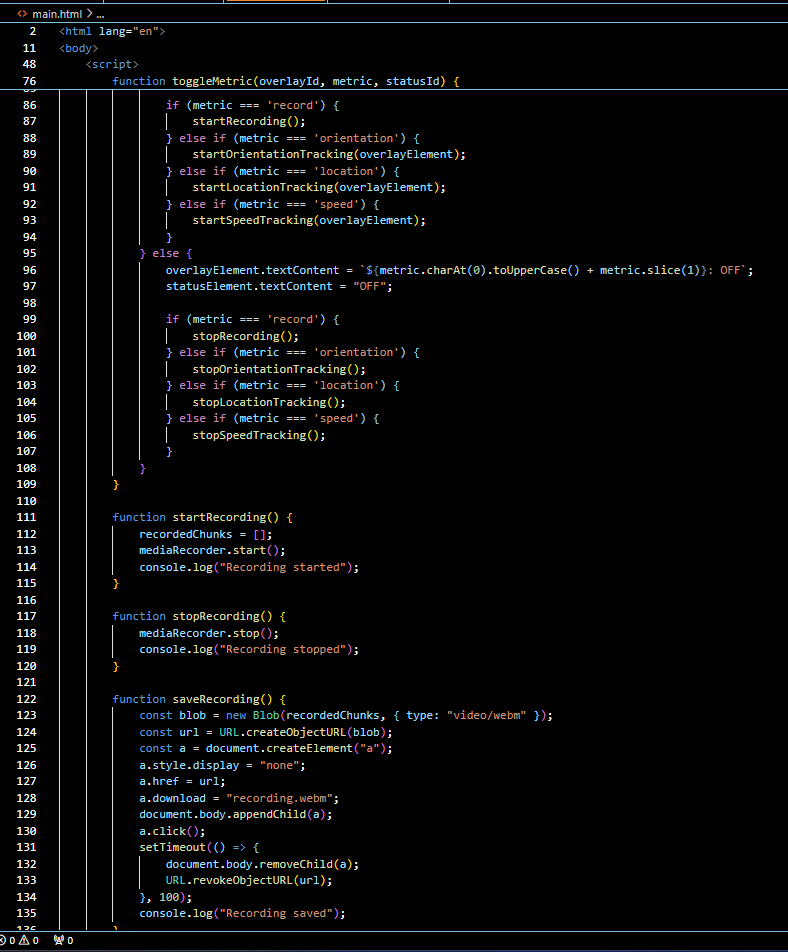 <> main.html > ...
2 <html lang="en">
11 <body>
48 <script>
76 function toggleMetric(overlayId, metric, statusId) {
86 if (metric === 'record') {
87 startRecording();
88 } else if (metric === 'orientation') {
89 startOrientationTracking(overlayElement);
90 } else if (metric === 'location') {
91 startLocationTracking(overlayElement);
92 } else if (metric === 'speed') {
93 startSpeedTracking(overlayElement);
94 }
95 } else {
96 overlayElement.textContent = `${metric.charAt(0).toUpperCase() + metric.slice(1)}: OFF`;
97 statusElement.textContent = "OFF";
98
99 if (metric === 'record') {
100 stopRecording();
101 } else if (metric === 'orientation') {
102 stopOrientationTracking();
103 } else if (metric === 'location') {
104 stopLocationTracking();
105 } else if (metric === 'speed') {
106 stopSpeedTracking();
107 }
108 }
109 }
110
111 function startRecording() {
112 recordedChunks = [];
113 mediaRecorder.start();
114 console.log("Recording started");
115 }
116
117 function stopRecording() {
118 mediaRecorder.stop();
119 console.log("Recording stopped");
120 }
121
122 function saveRecording() {
123 const blob = new Blob(recordedChunks, { type: "video/webm" });
124 const url = URL.createObjectURL(blob);
125 const a = document.createElement("a");
126 a.style.display = "none";
127 a.href = url;
128 a.download = "recording.webm";
129 document.body.appendChild(a);
130 a.click();
131 setTimeout(() => {
132 document.body.removeChild(a);
133 URL.revokeObjectURL(url);
134 }, 100);
135 console.log("Recording saved");
136 }
0 0 0